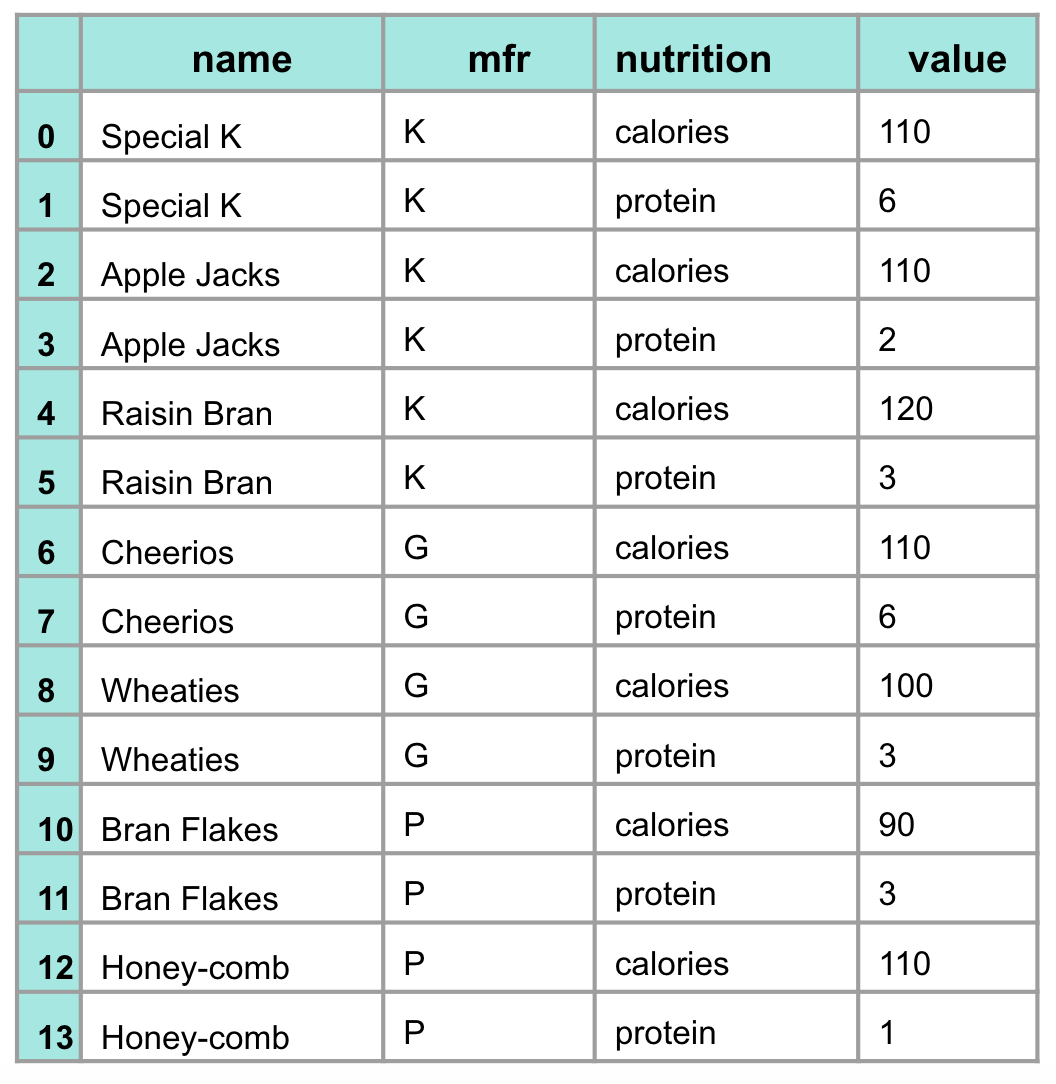 name mfr nutrition value
0 Special K K calories 110
1 Special K K protein 6
2 Apple Jacks K calories 110
3 Apple Jacks K protein 2
4 Raisin Bran K calories 120
5 Raisin Bran K protein 3
6 Cheerios G calories 110
7 Cheerios G protein 6
8 Wheaties G calories 100
9 Wheaties G protein 3
10 Bran Flakes P calories 90
11 Bran Flakes P protein 3
12 Honey-comb P calories 110
13 Honey-comb P protein 1